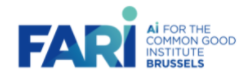 FARI
AI FOR THE
COMMON GOOD
INSTITUTE
BRUSSELS